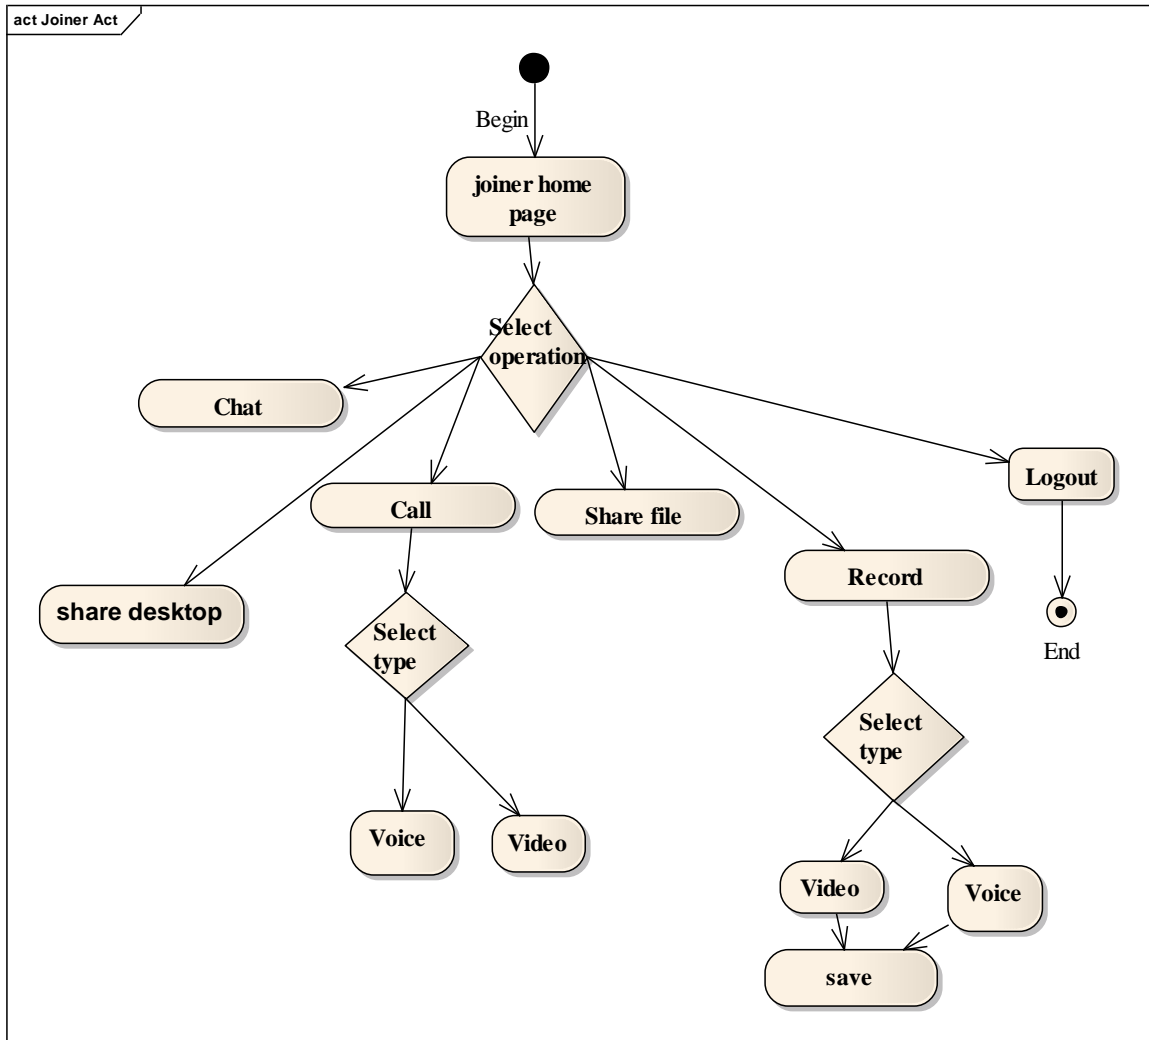 act Joiner Act
Begin
joiner home
page
Select
operation
Chat
Logout
Call
Share file
Record
share desktop
Select
type
End
Select
type
Voice
Video
Video
Voice
save